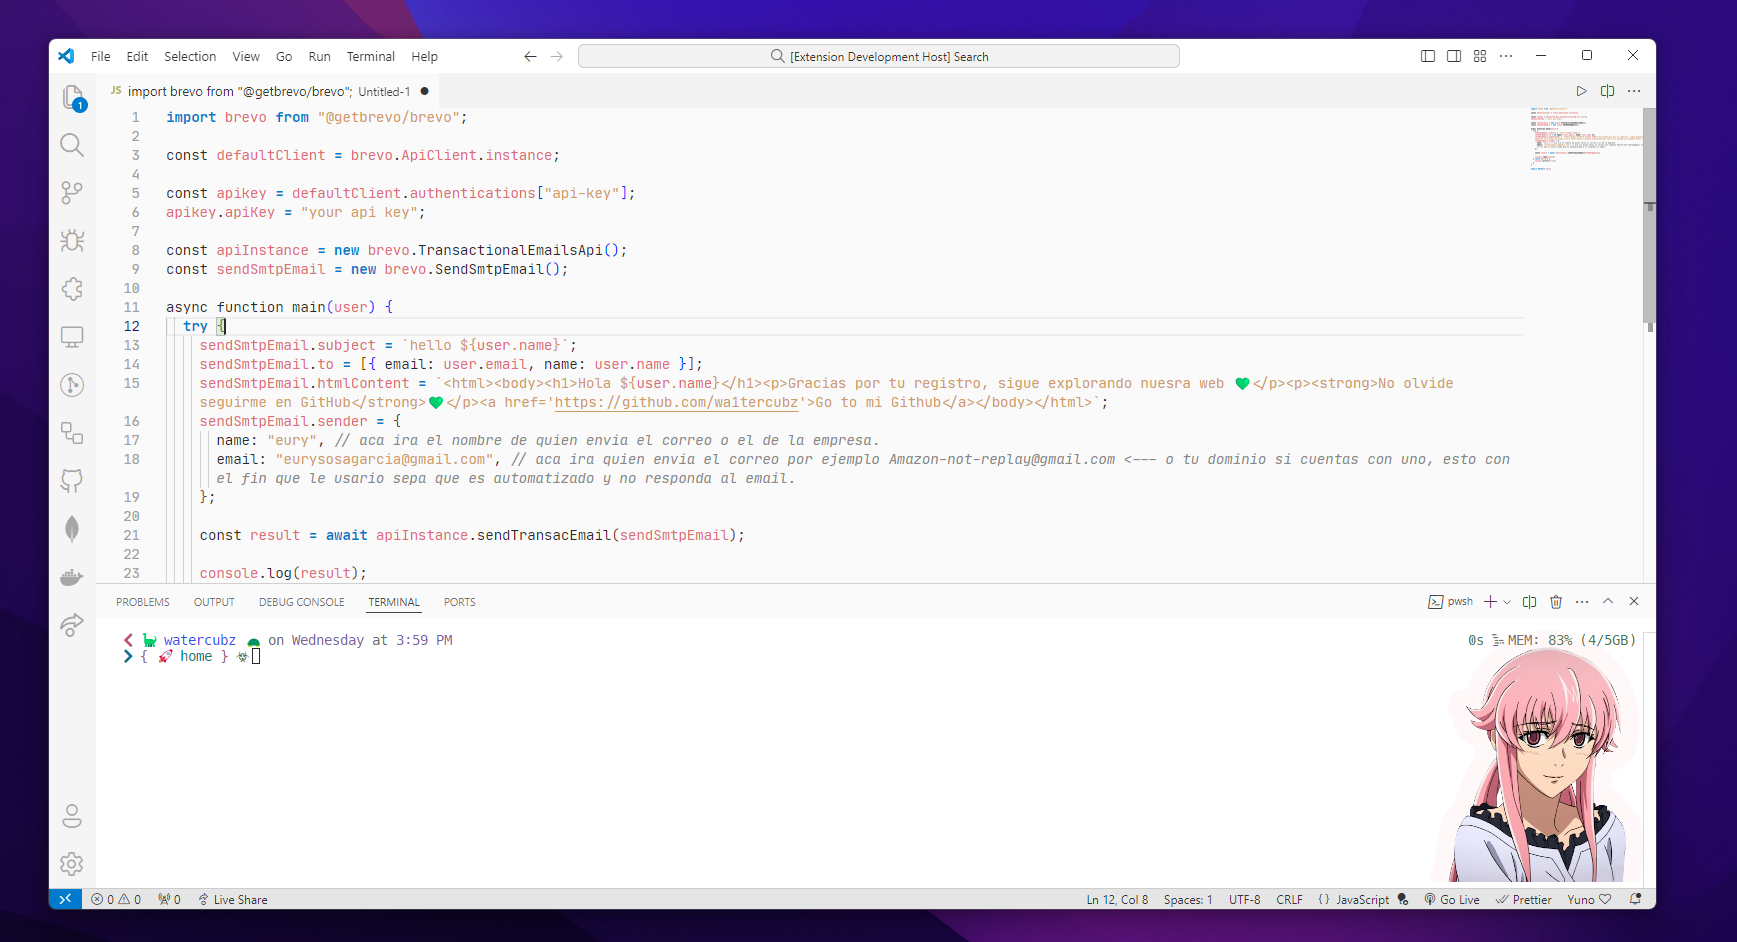 File Edit Selection View Go Run Terminal Help
[Extension Development Host] Search
1
JS import brevo from "@getbrevo/brevo"; Untitled-1
1 import brevo from "@getbrevo/brevo";
2
3 const defaultClient = brevo.ApiClient.instance;
4
5 const apikey = defaultClient.authentications["api-key"];
6 apikey.apiKey = "your api key";
7
8 const apiInstance = new brevo.TransactionalEmailsApi();
9 const sendSmtpEmail = new brevo.SendSmtpEmail();
10
11 async function main(user) {
12 try {
13 sendSmtpEmail.subject = `hello ${user.name}`;
14 sendSmtpEmail.to = [{ email: user.email, name: user.name }];
15 sendSmtpEmail.htmlContent = `<html><body><h1>Hola ${user.name}</h1><p>Gracias por tu registro, sigue explorando nuesra web 💚</p><p><strong>No olvide
seguirme en GitHub</strong>💚</p><a href='https://github.com/wa1tercubz'>Go to mi Github</a></body></html>`;
16 sendSmtpEmail.sender = {
17 name: "eury", // aca ira el nombre de quien envia el correo o el de la empresa.
18 email: "eurysosagarcia@gmail.com", // aca ira quien envia el correo por ejemplo Amazon-not-replay@gmail.com <--- o tu dominio si cuentas con uno, esto con
el fin que le usario sepa que es automatizado y no responda al email.
19 };
20
21 const result = await apiInstance.sendTransacEmail(sendSmtpEmail);
22
23 console.log(result);
PROBLEMS OUTPUT DEBUG CONSOLE TERMINAL PORTS
pwsh
watercubz on Wednesday at 3:59 PM
0s MEM: 83% (4/5GB)
{ 🚀 home }
0 0 0 Live Share
Ln 12, Col 8 Spaces: 1 UTF-8 CRLF {} JavaScript Go Live Prettier Yuno